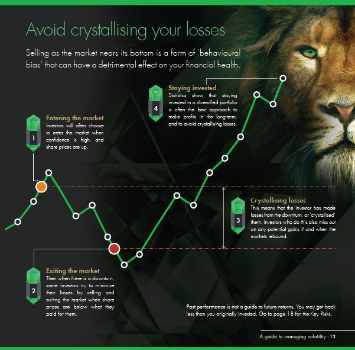 Avoid crystallising your losses
Selling as the market nears its bottom is a form of 'behavioural
bias' that can have a detrimental effect on your financial health.
Staying invested
Statistics show that staying
invested in a diversified portfolio
is often the best approach to
make profits in the long-term,
and to avoid crystallising losses.
4
Entering the market
Investors will often choose
to enter the market when
confidence is high, and
share prices are up.
1
Crystallising losses
This means that the investor has made
losses from the downturn, or 'crystallised'
them. Investors who do this also miss out
on any potential gains if and when the
markets rebound.
3
Exiting the market
Then when there is a downturn,
some investors try to minimise
their losses by selling and
exiting the market when share
prices are below what they
paid for them.
2
Past performance is not a guide to future returns. You may get back
less than you originally invested. Go to page 18 for the Key Risks.
A guide to managing volatility 13